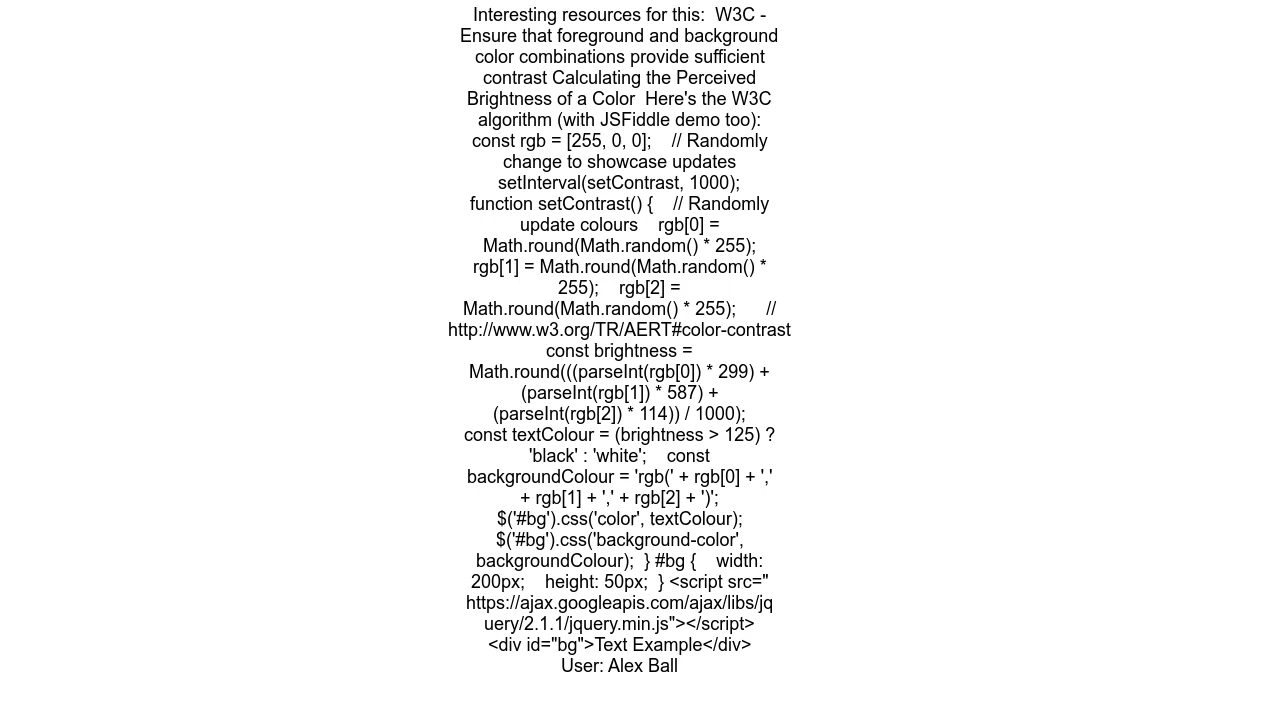 Interesting resources for this:  W3C -
Ensure that foreground and background
color combinations provide sufficient
contrast Calculating the Perceived
Brightness of a Color  Here's the W3C
algorithm (with JSFiddle demo too):
const rgb = [255, 0, 0];    // Randomly
change to showcase updates
setInterval(setContrast, 1000);
function setContrast() {    // Randomly
update colours    rgb[0] =
Math.round(Math.random() * 255);
rgb[1] = Math.round(Math.random() *
255);    rgb[2] =
Math.round(Math.random() * 255);      //
http://www.w3.org/TR/AERT#color-contrast
const brightness =
Math.round(((parseInt(rgb[0]) * 299) +
(parseInt(rgb[1]) * 587) +
(parseInt(rgb[2]) * 114)) / 1000);
const textColour = (brightness > 125) ?
'black' : 'white';    const
backgroundColour = 'rgb(' + rgb[0] + ','
+ rgb[1] + ',' + rgb[2] + ')';
$('#bg').css('color', textColour);
$('#bg').css('background-color',
backgroundColour);  } #bg {    width:
200px;    height: 50px;  } <script src="
https://ajax.googleapis.com/ajax/libs/jq
uery/2.1.1/jquery.min.js"></script>
<div id="bg">Text Example</div>
User: Alex Ball